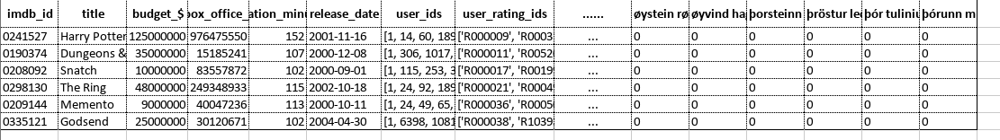 imdb_id title budget_$ box_office_ ation_minu release_date user_ids user_rating_ids ...... øystein rø øyvind ha þorsteinn þröstur le þór tuliniu þórunn m
0241527 Harry Potter 125000000 976475550 152 2001-11-16 [1, 14, 60, 189 ['R000009', 'R0003 ... 0 0 0 0 0 0
0190374 Dungeons & 35000000 15185241 107 2000-12-08 [1, 306, 1017, ['R000011', 'R0052 ... 0 0 0 0 0 0
0208092 Snatch 10000000 83557872 102 2000-09-01 [1, 115, 253, 3 ['R000017', 'R0019 ... 0 0 0 0 0 0
0298130 The Ring 48000000 249348933 115 2002-10-18 [1, 24, 92, 189 ['R000021', 'R0004 ... 0 0 0 0 0 0
0209144 Memento 9000000 40047236 113 2000-10-11 [1, 24, 49, 65, ['R000036', 'R0005 ... 0 0 0 0 0 0
0335121 Godsend 25000000 30120671 102 2004-04-30 [1, 6398, 1081 ['R000038', 'R1039 ... 0 0 0 0 0 0